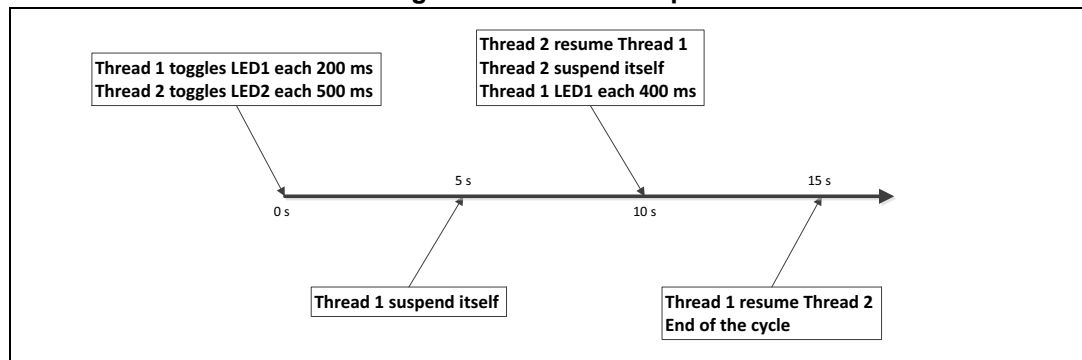 Thread 1 toggles LED1 each 200 ms
Thread 2 toggles LED2 each 500 ms
Thread 2 resume Thread 1
Thread 2 suspend itself
Thread 1 LED1 each 400 ms
0 s
5 s
10 s
15 s
Thread 1 suspend itself
Thread 1 resume Thread 2
End of the cycle